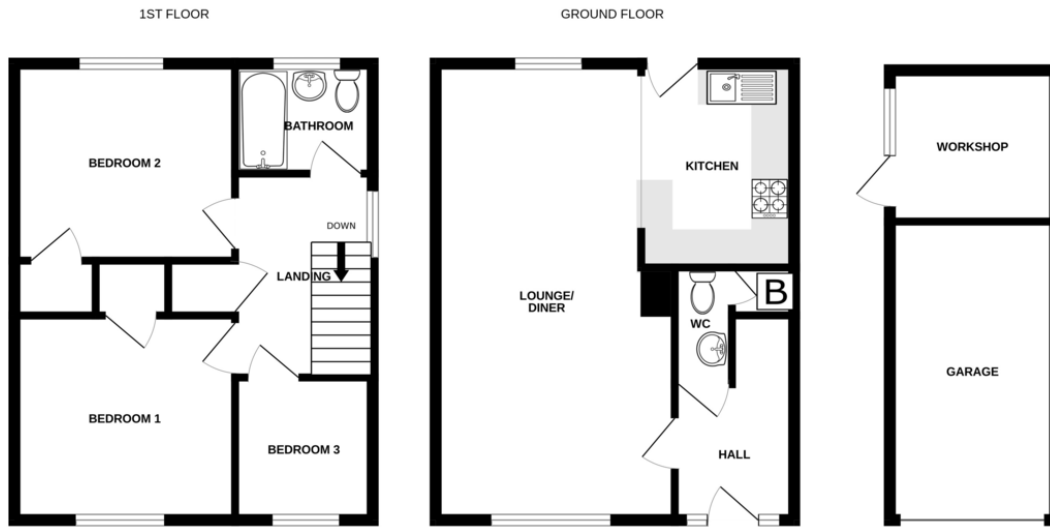 1ST FLOOR
GROUND FLOOR
BATHROOM
BEDROOM 2
DOWN
LANDING
BEDROOM 1
BEDROOM 3
KITCHEN
LOUNGE/
DINER
B
WC
HALL
WORKSHOP
GARAGE